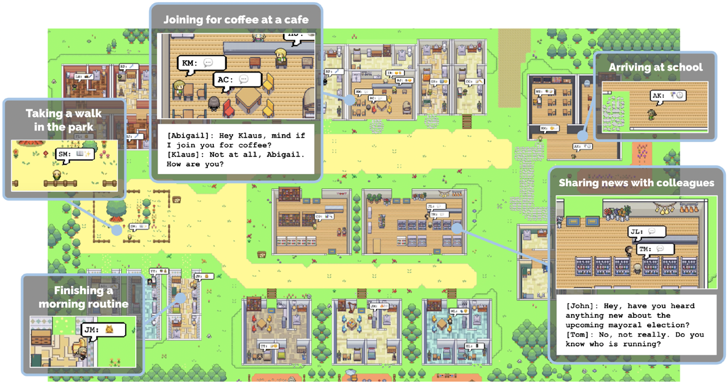 Joining for coffee at a cafe
KM:
AC:
[Abigail]: Hey Klaus, mind if
I join you for coffee?
[Klaus]: Not at all, Abigail.
How are you?
Arriving at school
AK:
Taking a walk
in the park
SM:
Sharing news with colleagues
JL:
TM:
[John]: Hey, have you heard
anything new about the
upcoming mayoral election?
[Tom]: No, not really. Do you
know who is running?
Finishing a
morning routine
JM: